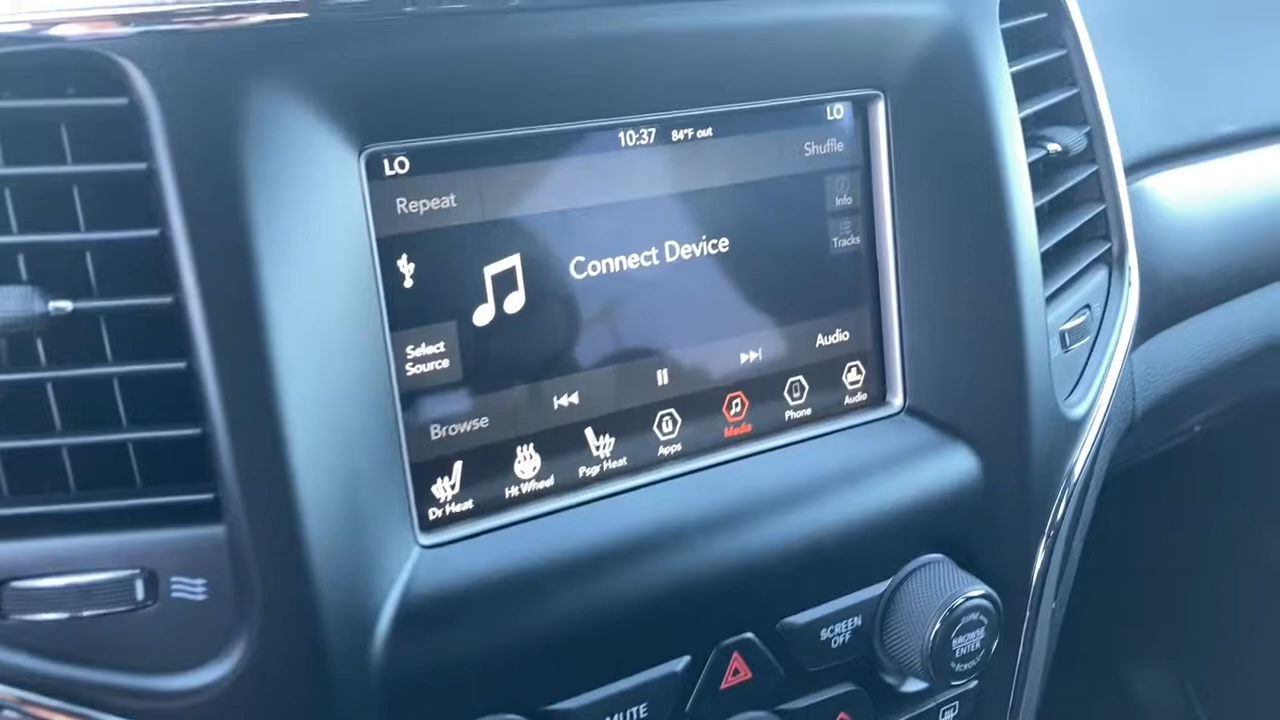 LO
10:37 84°F out
LO
Repeat
Shuffle
Info
Connect Device
Tracks
Select
Source
Audio
Browse
Dr Heat
Ht Wheel
Psgr Heat
Apps
Media
Phone
Audio
SCREEN
OFF
BROWSE
ENTER
SCROLL
MUTE